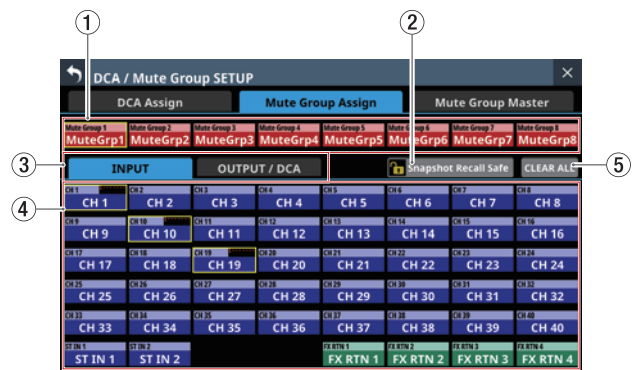 ① ②
DCA / Mute Group SETUP ×
DCA Assign Mute Group Assign Mute Group Master
Mute Group 1 Mute Group 2 Mute Group 3 Mute Group 4 Mute Group 5 Mute Group 6 Mute Group 7 Mute Group 8
MuteGrp1 MuteGrp2 MuteGrp3 MuteGrp4 MuteGrp5 MuteGrp6 MuteGrp7 MuteGrp8
③ INPUT OUTPUT / DCA Snapshot Recall Safe CLEAR ALL ⑤
④
CH 1 CH 2 CH 3 CH 4 CH 5 CH 6 CH 7 CH 8
CH 1 CH 2 CH 3 CH 4 CH 5 CH 6 CH 7 CH 8
CH 9 CH 10 CH 11 CH 12 CH 13 CH 14 CH 15 CH 16
CH 9 CH 10 CH 11 CH 12 CH 13 CH 14 CH 15 CH 16
CH 17 CH 18 CH 19 CH 20 CH 21 CH 22 CH 23 CH 24
CH 17 CH 18 CH 19 CH 20 CH 21 CH 22 CH 23 CH 24
CH 25 CH 26 CH 27 CH 28 CH 29 CH 30 CH 31 CH 32
CH 25 CH 26 CH 27 CH 28 CH 29 CH 30 CH 31 CH 32
CH 33 CH 34 CH 35 CH 36 CH 37 CH 38 CH 39 CH 40
CH 33 CH 34 CH 35 CH 36 CH 37 CH 38 CH 39 CH 40
ST IN 1 ST IN 2 FX RTN 1 FX RTN 2 FX RTN 3 FX RTN 4
ST IN 1 ST IN 2 FX RTN 1 FX RTN 2 FX RTN 3 FX RTN 4